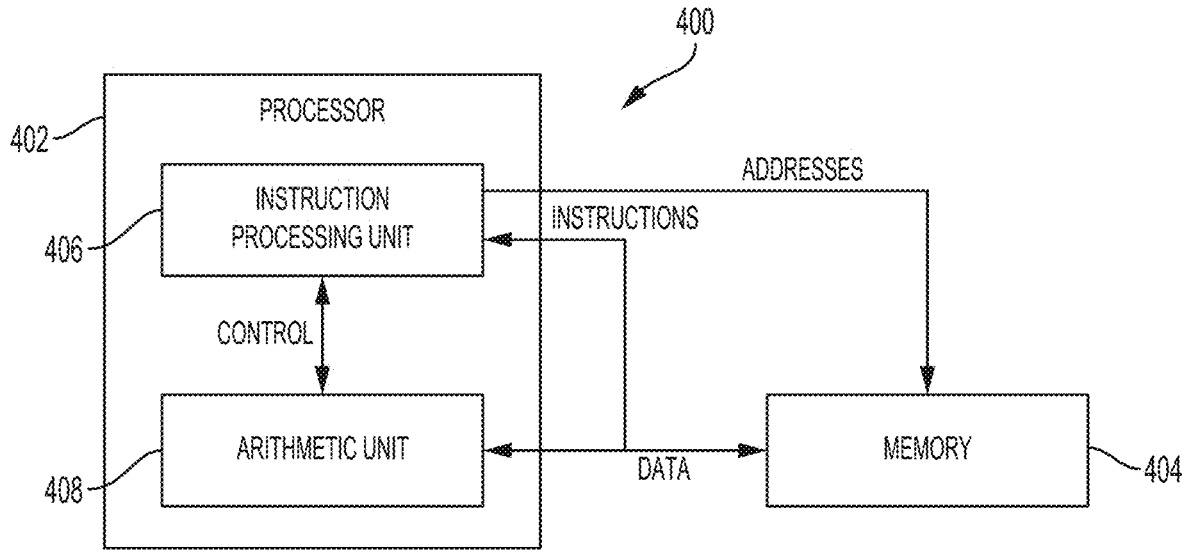 400
PROCESSOR
402
ADDRESSES
INSTRUCTION
PROCESSING UNIT
INSTRUCTIONS
406
CONTROL
ARITHMETIC UNIT
MEMORY
DATA
408
404